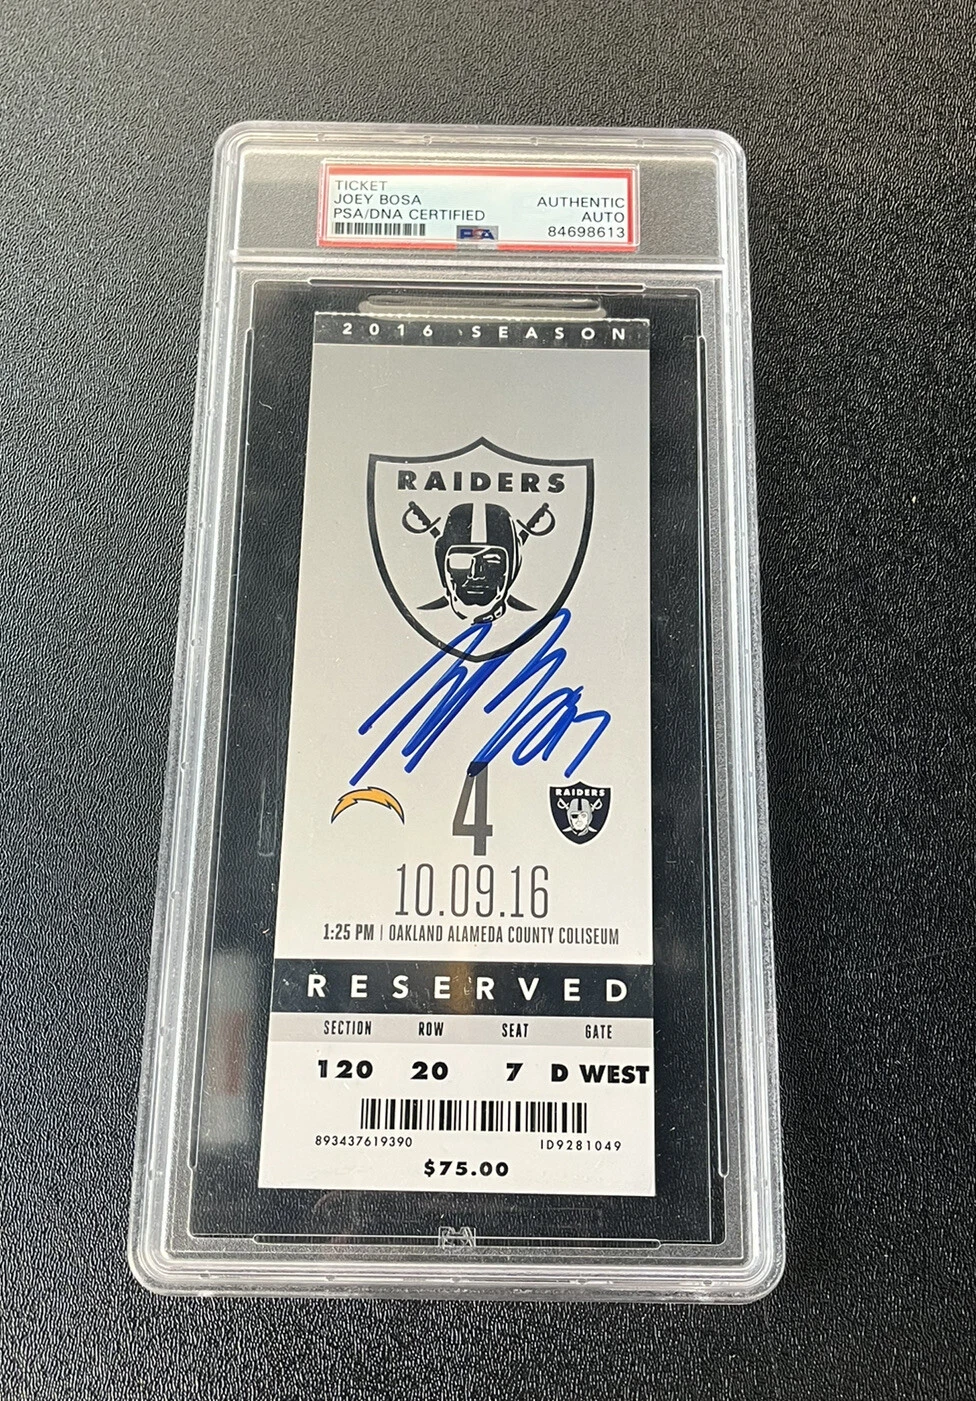 TICKET
JOEY BOSA
PSA/DNA CERTIFIED
AUTHENTIC
AUTO
84698613
PSA
2016 SEASON
RAIDERS
4
RAIDERS
10.09.16
1:25 PM | OAKLAND ALAMEDA COUNTY COLISEUM
RESERVED
SECTION ROW SEAT GATE
120 20 7 D WEST
893437619390 ID9281049
$75.00